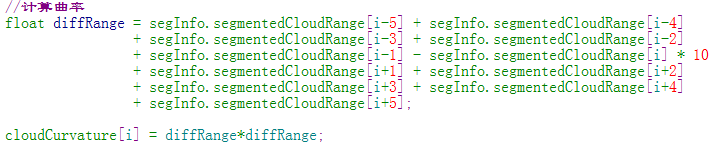 //计算曲率
float diffRange = segInfo.segmentedCloudRange[i-5] + segInfo.segmentedCloudRange[i-4]
+ segInfo.segmentedCloudRange[i-3] + segInfo.segmentedCloudRange[i-2]
+ segInfo.segmentedCloudRange[i-1] - segInfo.segmentedCloudRange[i] * 10
+ segInfo.segmentedCloudRange[i+1] + segInfo.segmentedCloudRange[i+2]
+ segInfo.segmentedCloudRange[i+3] + segInfo.segmentedCloudRange[i+4]
+ segInfo.segmentedCloudRange[i+5];
cloudCurvature[i] = diffRange*diffRange;